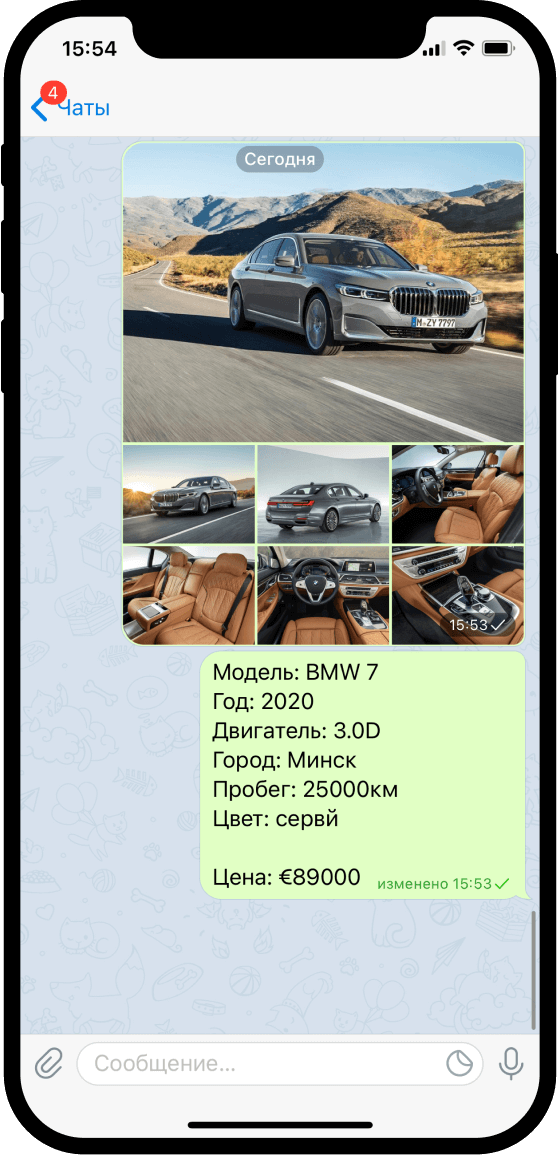 15:54
4
Чаты
Сегодня
M-ZY 7797
15:53
Модель: BMW 7
Год: 2020
Двигатель: 3.0D
Город: Минск
Пробег: 25000км
Цвет: сервй
Цена: €89000
изменено 15:53
Сообщение...